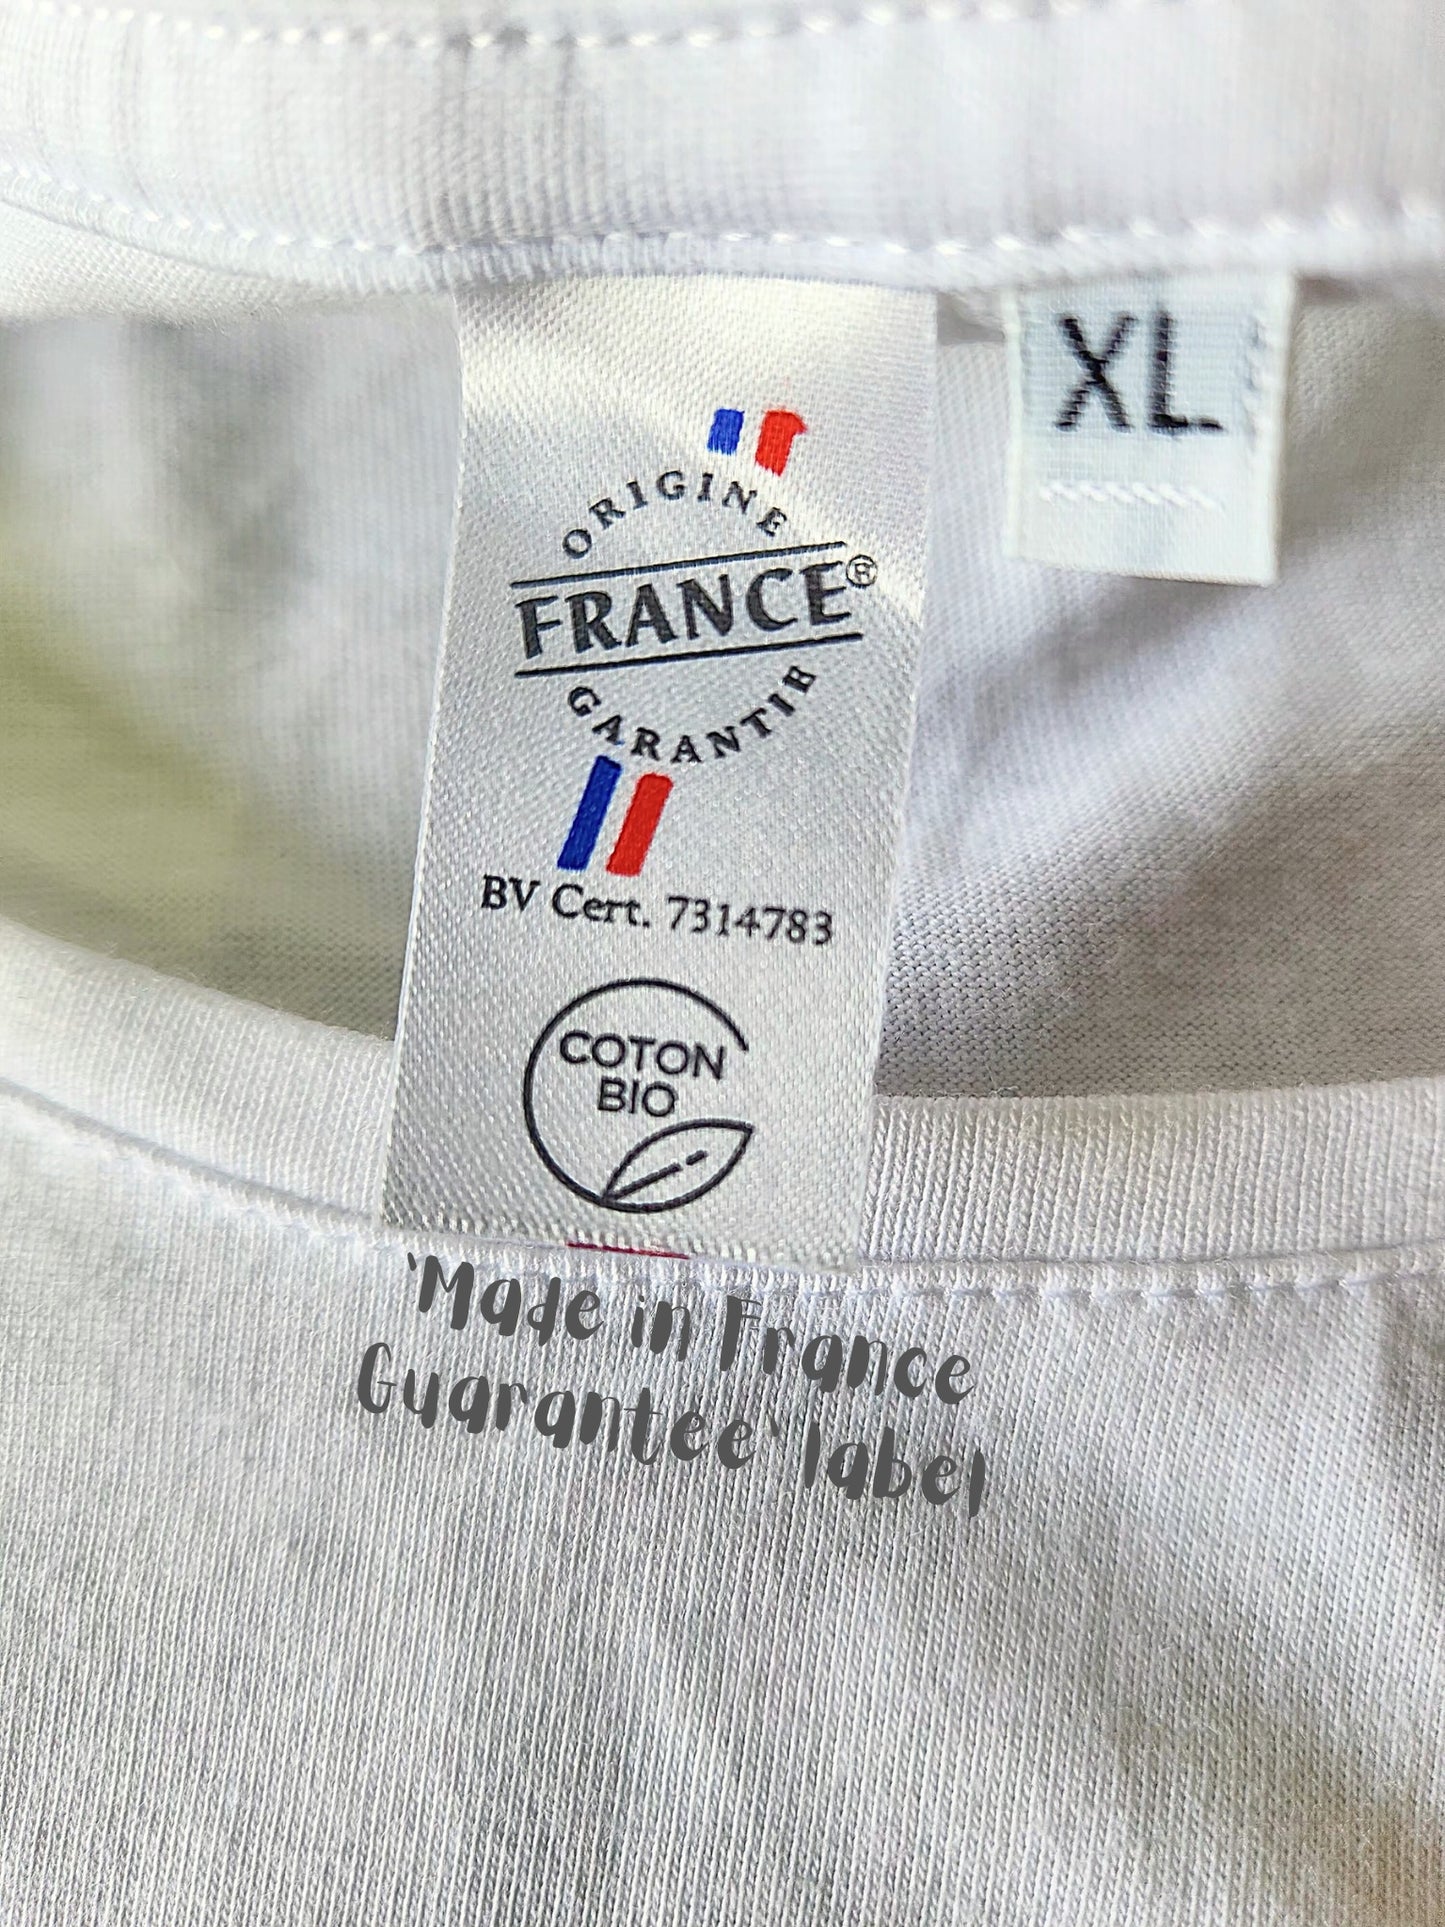 XL
ORIGINE
FRANCE®
GARANTIE
BV Cert. 7314783
COTON
BIO
'Made in France
Guarantee' label